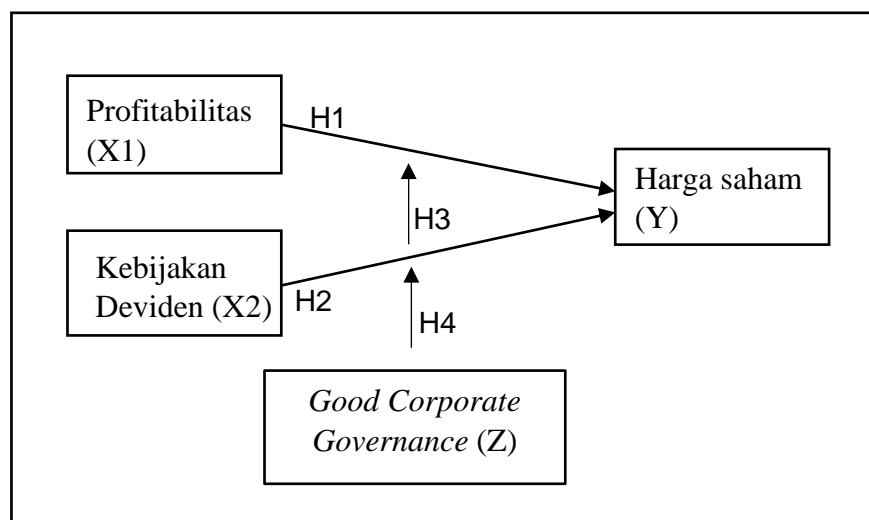 Profitabilitas
(X1)
H1
Harga saham
(Y)
H3
Kebijakan
Deviden (X2)
H2
H4
Good Corporate
Governance (Z)